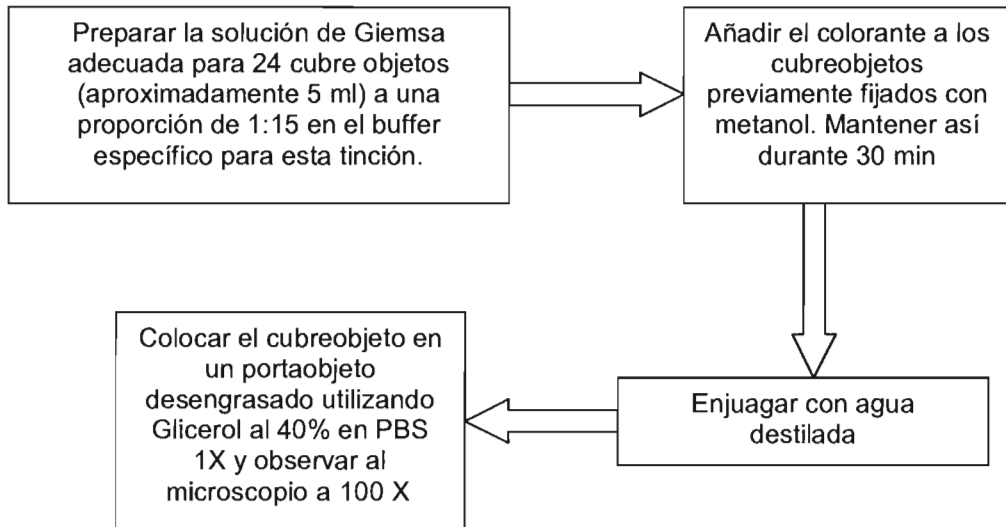 Preparar la solución de Giemsa
adecuada para 24 cubre objetos
(aproximadamente 5 ml) a una
proporción de 1:15 en el buffer
específico para esta tinción.
Añadir el colorante a los
cubreobjetos
previamente fijados con
metanol. Mantener así
durante 30 min
Enjuagar con agua
destilada
Colocar el cubreobjeto en
un portaobjeto
desengrasado utilizando
Glicerol al 40% en PBS
1X y observar al
microscopio a 100 X